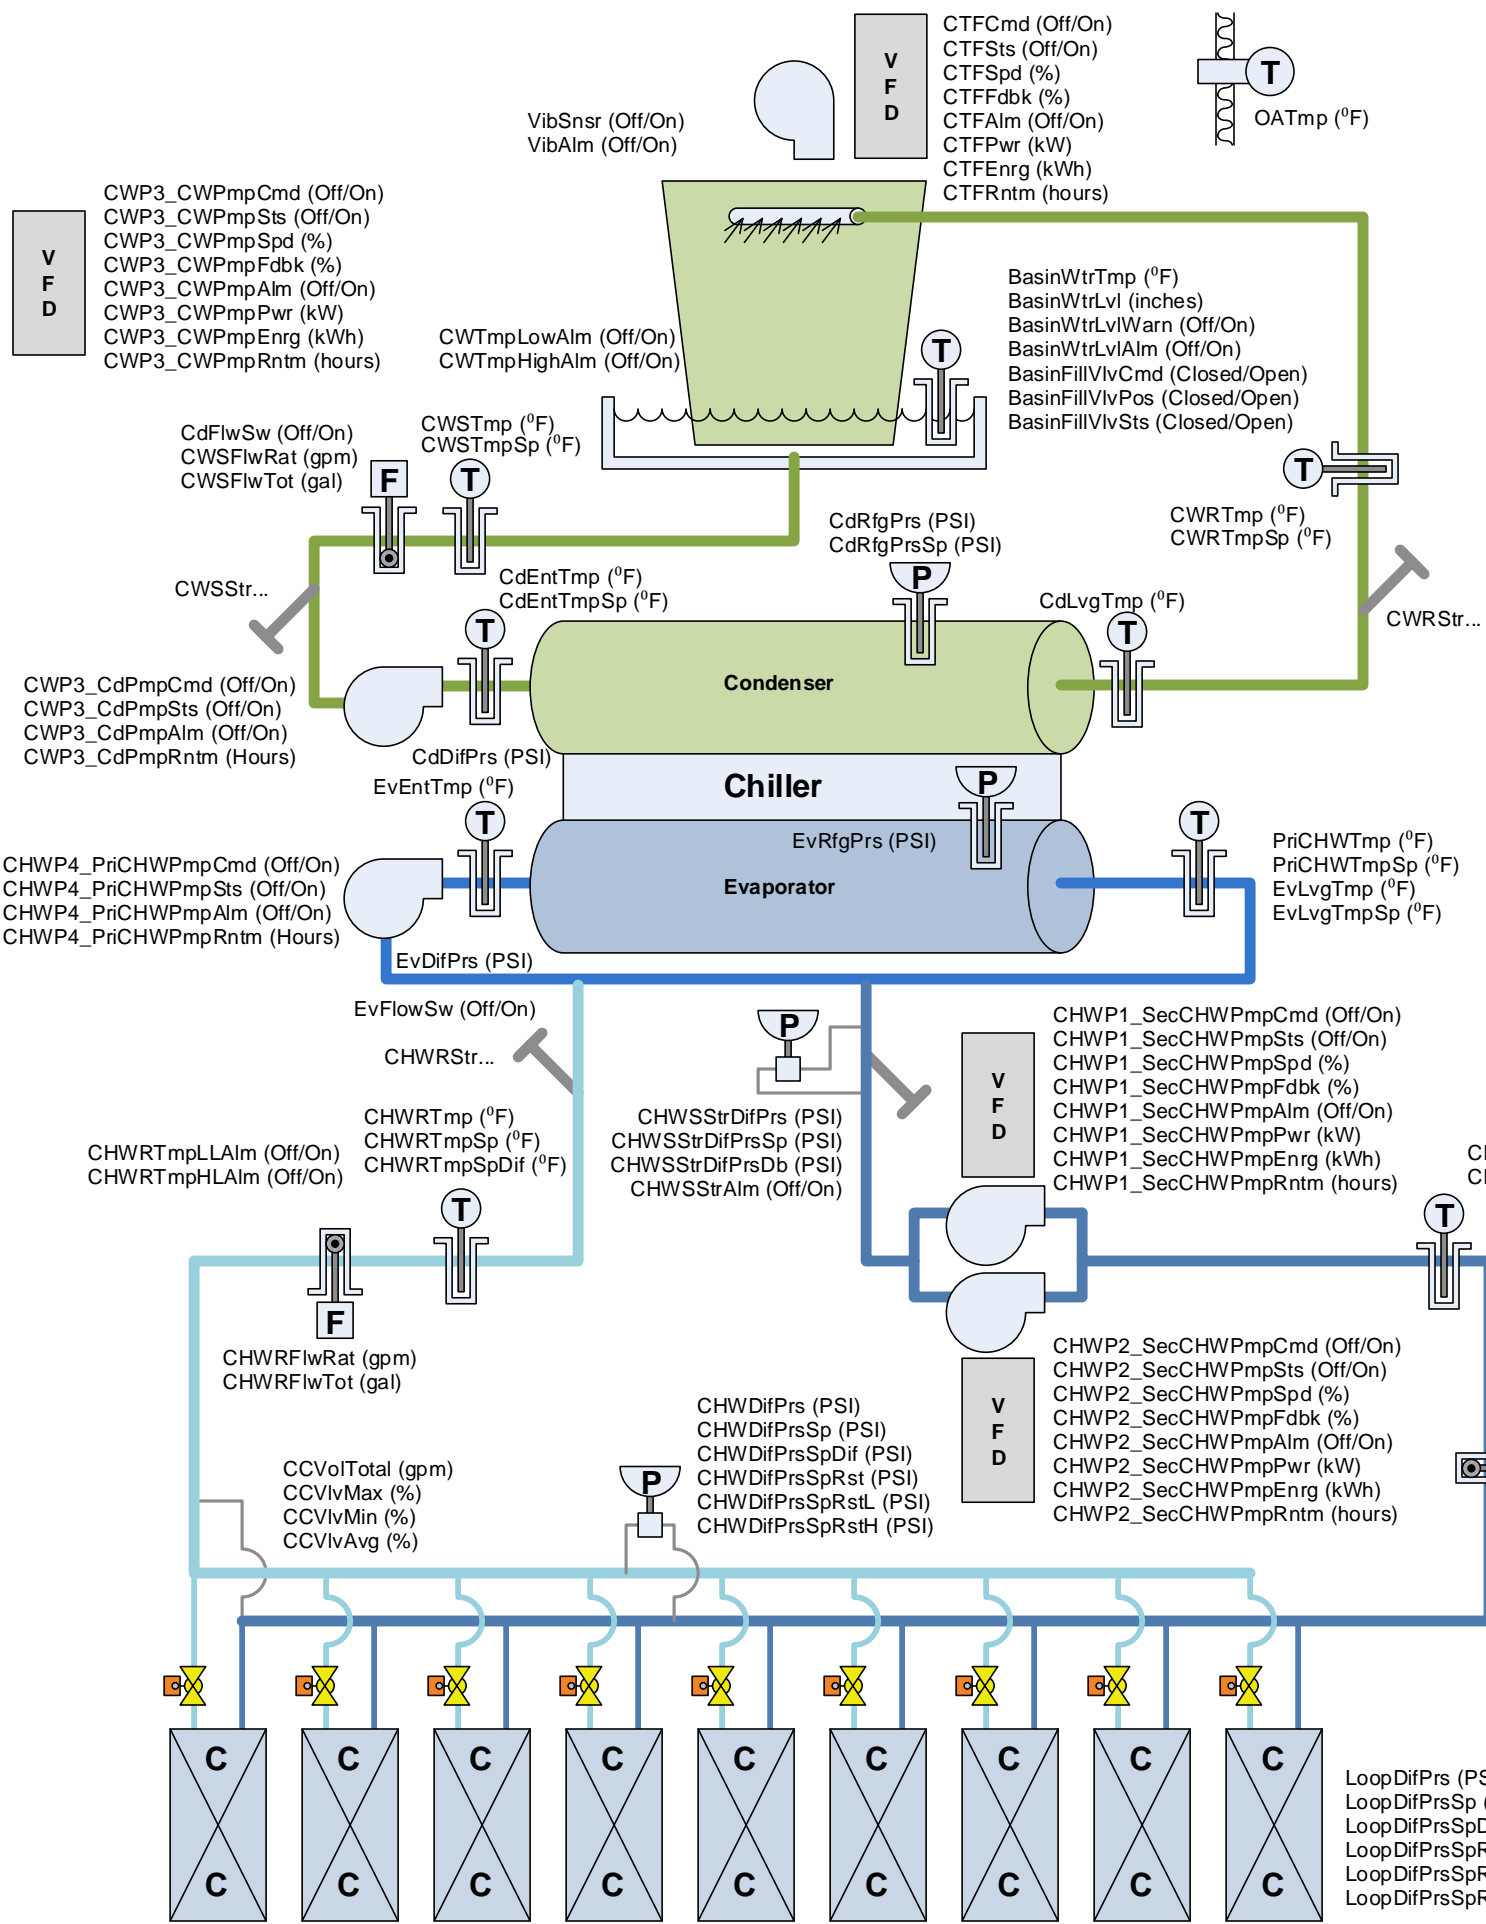 CTFCmd (Off/On)
CTFSts (Off/On)
CTFSpd (%)
CTFFdbk (%)
CTFAlm (Off/On)
CTFPwr (kW)
CTFEnrg (kWh)
CTFRntm (hours)
V
F
D
T
OATmp (⁰F)
VibSnsr (Off/On)
VibAlm (Off/On)
V
F
D
CWP3_CWPmpCmd (Off/On)
CWP3_CWPmpSts (Off/On)
CWP3_CWPmpSpd (%)
CWP3_CWPmpFdbk (%)
CWP3_CWPmpAlm (Off/On)
CWP3_CWPmpPwr (kW)
CWP3_CWPmpEnrg (kWh)
CWP3_CWPmpRntm (hours)
CWTmpLowAlm (Off/On)
CWTmpHighAlm (Off/On)
T
BasinWtrTmp (⁰F)
BasinWtrLvl (inches)
BasinWtrLvlWarn (Off/On)
BasinWtrLvlAlm (Off/On)
BasinFillVlvCmd (Closed/Open)
BasinFillVlvPos (Closed/Open)
BasinFillVlvSts (Closed/Open)
CdFlwSw (Off/On)
CWSFlwRat (gpm)
CWSFlwTot (gal)
F
CWSTmp (⁰F)
CWSTmpSp (⁰F)
T
T
CWRTmp (⁰F)
CWRTmpSp (⁰F)
CdRfgPrs (PSI)
CdRfgPrsSp (PSI)
P
CWSStr...
CdEntTmp (⁰F)
CdEntTmpSp (⁰F)
T
CdLvgTmp (⁰F)
T
CWRStr...
CWP3_CdPmpCmd (Off/On)
CWP3_CdPmpSts (Off/On)
CWP3_CdPmpAlm (Off/On)
CWP3_CdPmpRntm (Hours)
Condenser
CdDifPrs (PSI)
Chiller
P
EvEntTmp (⁰F)
T
EvRfgPrs (PSI)
T
Evaporator
PriCHWTmp (⁰F)
PriCHWTmpSp (⁰F)
EvLvgTmp (⁰F)
EvLvgTmpSp (⁰F)
CHWP4_PriCHWPmpCmd (Off/On)
CHWP4_PriCHWPmpSts (Off/On)
CHWP4_PriCHWPmpAlm (Off/On)
CHWP4_PriCHWPmpRntm (Hours)
EvDifPrs (PSI)
EvFlowSw (Off/On)
CHWRStr...
P
CHWSStrDifPrs (PSI)
CHWSStrDifPrsSp (PSI)
CHWSStrDifPrsDb (PSI)
CHWSStrAlm (Off/On)
V
F
D
CHWP1_SecCHWPmpCmd (Off/On)
CHWP1_SecCHWPmpSts (Off/On)
CHWP1_SecCHWPmpSpd (%)
CHWP1_SecCHWPmpFdbk (%)
CHWP1_SecCHWPmpAlm (Off/On)
CHWP1_SecCHWPmpPwr (kW)
CHWP1_SecCHWPmpEnrg (kWh)
CHWP1_SecCHWPmpRntm (hours)
CHWRTmp (⁰F)
CHWRTmpSp (⁰F)
CHWRTmpSpDif (⁰F)
CHWRTmpLLAlm (Off/On)
CHWRTmpHLAlm (Off/On)
T
T
F
CHWRFlwRat (gpm)
CHWRFlwTot (gal)
V
F
D
CHWP2_SecCHWPmpCmd (Off/On)
CHWP2_SecCHWPmpSts (Off/On)
CHWP2_SecCHWPmpSpd (%)
CHWP2_SecCHWPmpFdbk (%)
CHWP2_SecCHWPmpAlm (Off/On)
CHWP2_SecCHWPmpPwr (kW)
CHWP2_SecCHWPmpEnrg (kWh)
CHWP2_SecCHWPmpRntm (hours)
CHWDifPrs (PSI)
CHWDifPrsSp (PSI)
CHWDifPrsSpDif (PSI)
CHWDifPrsSpRst (PSI)
CHWDifPrsSpRstL (PSI)
CHWDifPrsSpRstH (PSI)
P
CCVolTotal (gpm)
CCVlvMax (%)
CCVlvMin (%)
CCVlvAvg (%)
C C C C C C C C C
C C C C C C C C C
LoopDifPrs
LoopDifPrsSp